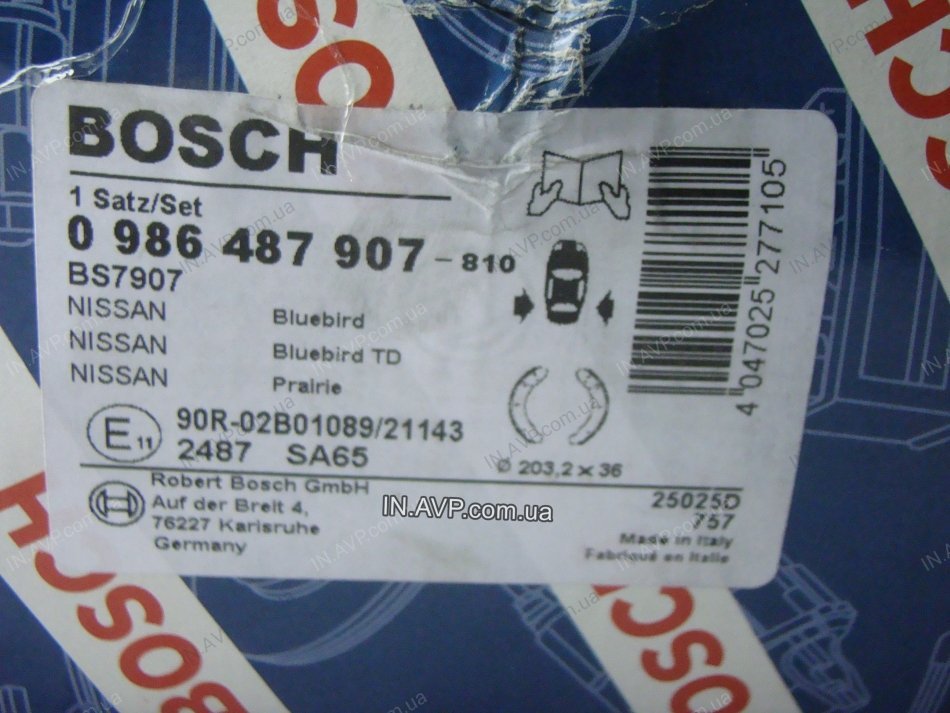 BOSCH
1 Satz/Set
0 986 487 907 - 810
BS7907
NISSAN Bluebird
NISSAN Bluebird TD
NISSAN Prairie
E11
90R-02B01089/21143
2487 SA65
Ø 203,2 x 36
Robert Bosch GmbH
Auf der Breit 4,
76227 Karlsruhe
Germany
25025D
757
Made in Italy
Fabriqué en Italie
4 047025 277105
IN.AVP.com.ua
BOSCH